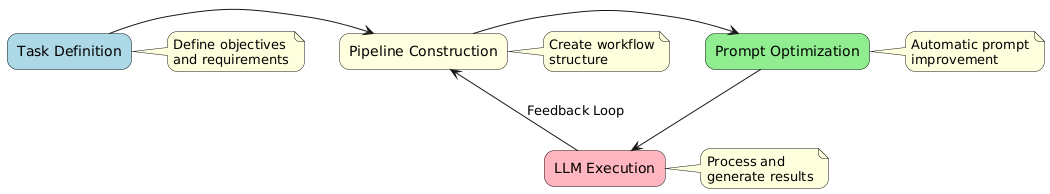 Task Definition
Define objectives
and requirements
Pipeline Construction
Create workflow
structure
Prompt Optimization
Automatic prompt
improvement
Feedback Loop
LLM Execution
Process and
generate results